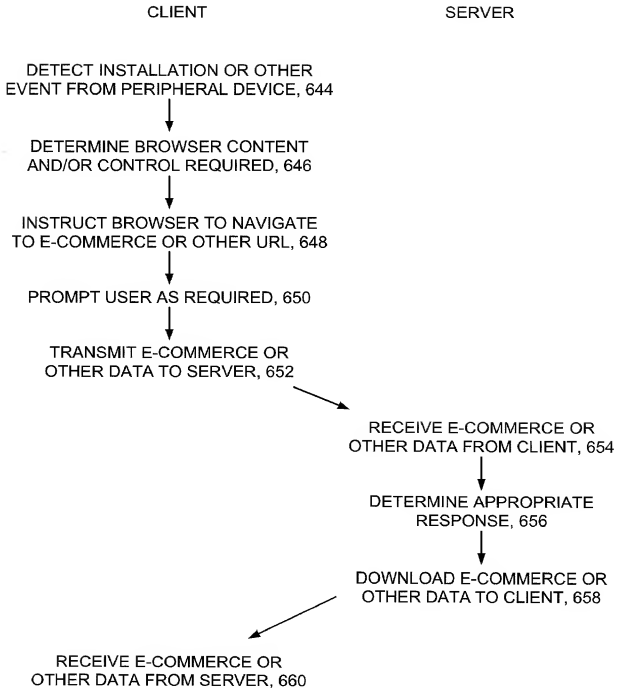 CLIENT
SERVER
DETECT INSTALLATION OR OTHER
EVENT FROM PERIPHERAL DEVICE, 644
DETERMINE BROWSER CONTENT
AND/OR CONTROL REQUIRED, 646
INSTRUCT BROWSER TO NAVIGATE
TO E-COMMERCE OR OTHER URL, 648
PROMPT USER AS REQUIRED, 650
TRANSMIT E-COMMERCE OR
OTHER DATA TO SERVER, 652
RECEIVE E-COMMERCE OR
OTHER DATA FROM CLIENT, 654
DETERMINE APPROPRIATE
RESPONSE, 656
DOWNLOAD E-COMMERCE OR
OTHER DATA TO CLIENT, 658
RECEIVE E-COMMERCE OR
OTHER DATA FROM SERVER, 660